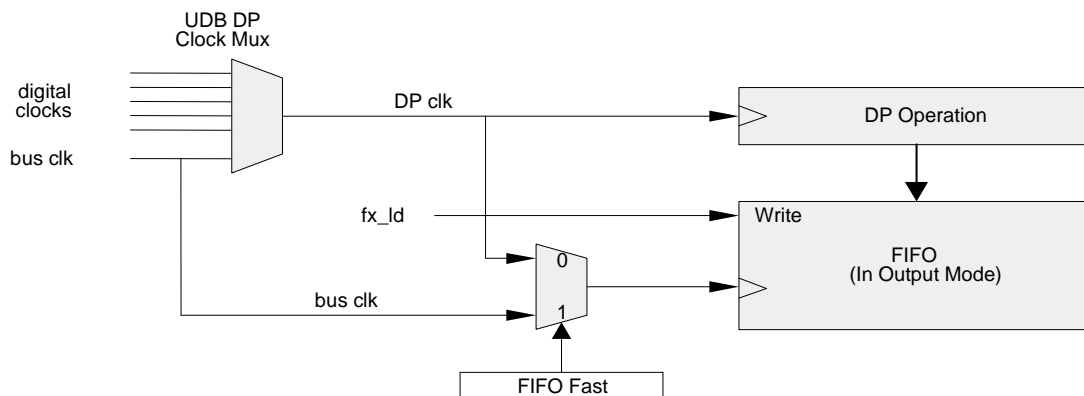 UDB DP
Clock Mux
digital
clocks
DP clk
DP Operation
bus clk
fx_ld
Write
0
FIFO
(In Output Mode)
bus clk
1
FIFO Fast